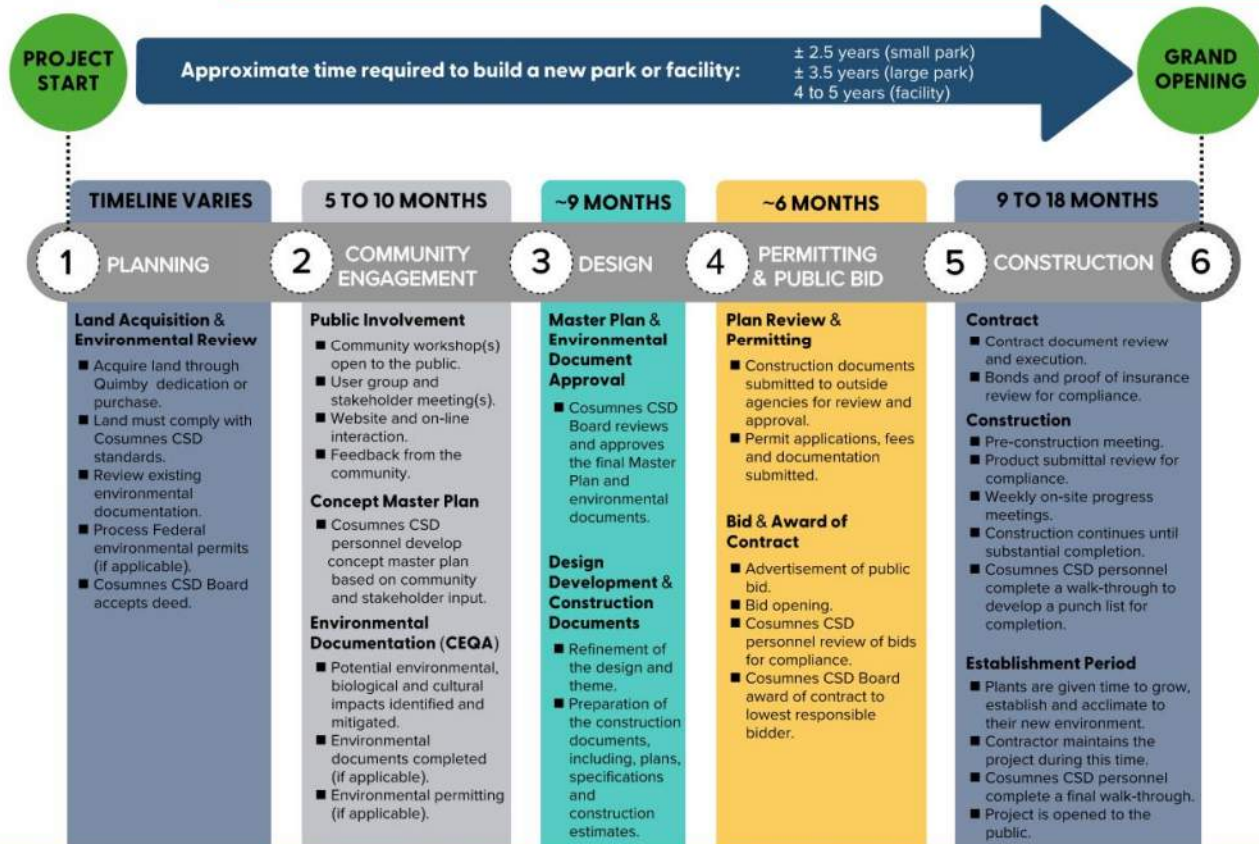 PROJECT
START
Approximate time required to build a new park or facility:
± 2.5 years (small park)
± 3.5 years (large park)
4 to 5 years (facility)
GRAND
OPENING
TIMELINE VARIES
1
PLANNING
Land Acquisition &
Environmental Review
■ Acquire land through
Quimby dedication or
purchase.
■ Land must comply with
Cosumnes CSD
standards.
■ Review existing
environmental
documentation.
■ Process Federal
environmental permits
(if applicable).
■ Cosumnes CSD Board
accepts deed.
5 TO 10 MONTHS
2
COMMUNITY
ENGAGEMENT
Public Involvement
■ Community workshop(s)
open to the public.
■ User group and
stakeholder meeting(s).
■ Website and on-line
interaction.
■ Feedback from the
community.
Concept Master Plan
■ Cosumnes CSD
personnel develop
concept master plan
based on community
and stakeholder input.
Environmental
Documentation (CEQA)
■ Potential environmental,
biological and cultural
impacts identified and
mitigated.
■ Environmental
documents completed
(if applicable).
■ Environmental permitting
(if applicable).
~9 MONTHS
3
DESIGN
Master Plan &
Environmental
Document
Approval
■ Cosumnes CSD
Board reviews
and approves
the final Master
Plan and
environmental
documents.
Design
Development &
Construction
Documents
■ Refinement of
the design and
theme.
■ Preparation of
the construction
documents,
including, plans,
specifications
and
construction
estimates.
~6 MONTHS
4
PERMITTING
& PUBLIC BID
Plan Review &
Permitting
■ Construction documents
submitted to outside
agencies for review and
approval.
■ Permit applications, fees
and documentation
submitted.
Bid & Award of
Contract
■ Advertisement of public
bid.
■ Bid opening.
■ Cosumnes CSD
personnel review of bids
for compliance.
■ Cosumnes CSD Board
award of contract to
lowest responsible
bidder.
9 TO 18 MONTHS
5
CONSTRUCTION
6
Contract
■ Contract document review
and execution.
■ Bonds and proof of insurance
review for compliance.
Construction
■ Pre-construction meeting.
■ Product submittal review for
compliance.
■ Weekly on-site progress
meetings.
■ Construction continues until
substantial completion.
■ Cosumnes CSD personnel
complete a walk-through to
develop a punch list for
completion.
Establishment Period
■ Plants are given time to grow,
establish and acclimate to
their new environment.
■ Contractor maintains the
project during this time.
■ Cosumnes CSD personnel
complete a final walk-through.
■ Project is opened to the
public.